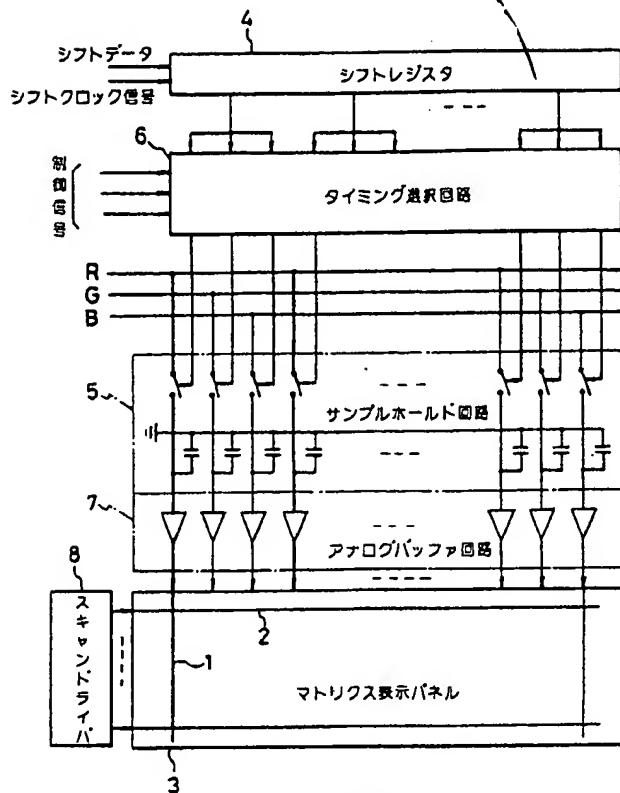 4
シフトデータ
シフトレジスタ
シフトクロック信号
6
制御信号
タイミング選択回路
R
G
B
5
サンプルホールド回路
7
アナログバッファ回路
8
スキャンドライバ
2
1
マトリクス表示パネル
3